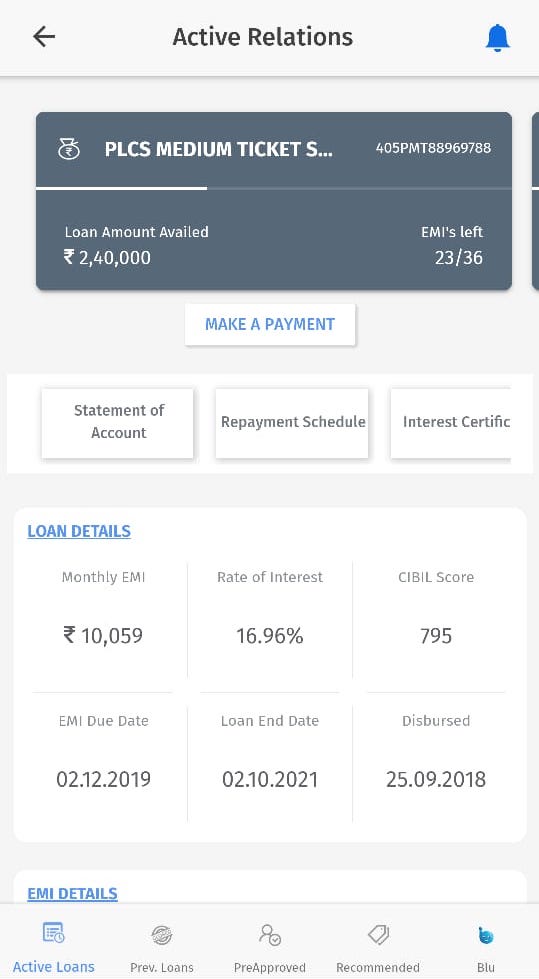 Active Relations
PLCS MEDIUM TICKET S... 405PMT88969788
Loan Amount Availed EMI's left
₹ 2,40,000 23/36
MAKE A PAYMENT
Statement of
Account
Repayment Schedule
Interest Certific
LOAN DETAILS
Monthly EMI Rate of Interest CIBIL Score
₹ 10,059 16.96% 795
EMI Due Date Loan End Date Disbursed
02.12.2019 02.10.2021 25.09.2018
EMI DETAILS
Active Loans Prev. Loans PreApproved Recommended Blu